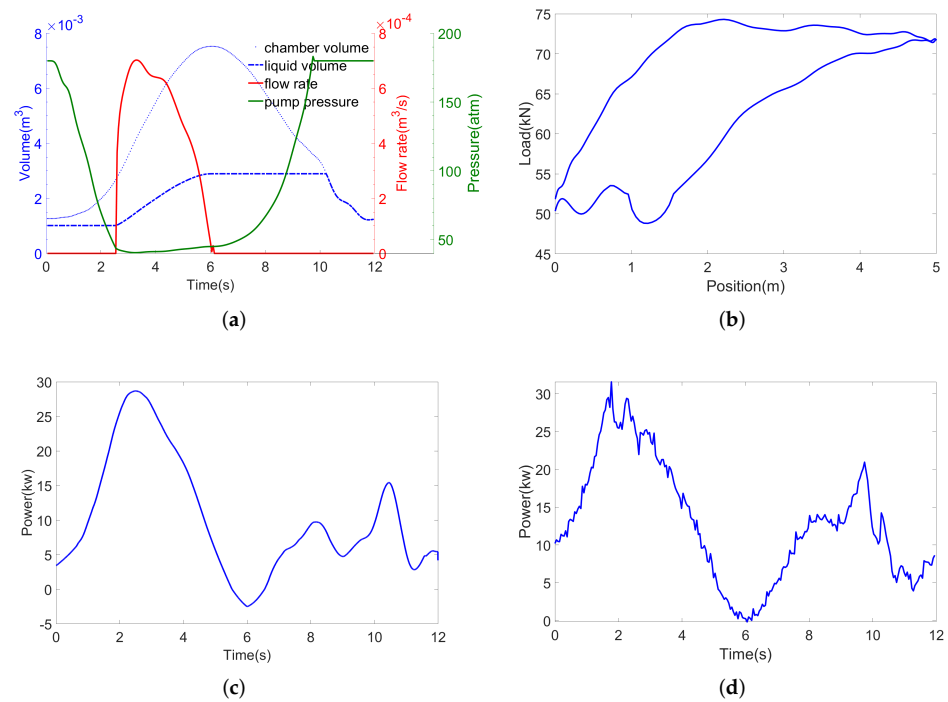 ×10⁻³
×10⁻⁴
8
6
4
2
0
Volume(m³)
8
6
4
2
0
Flow rate(m³/s)
200
150
100
50
Pressure(atm)
chamber volume
liquid volume
flow rate
pump pressure
0 2 4 6 8 10 12
Time(s)
(a)
75
70
65
60
55
50
45
Load(kN)
0 1 2 3 4 5
Position(m)
(b)
30
25
20
15
10
5
0
-5
Power(kw)
0 2 4 6 8 10 12
Time(s)
(c)
30
25
20
15
10
5
0
Power(kw)
0 2 4 6 8 10 12
Time(s)
(d)